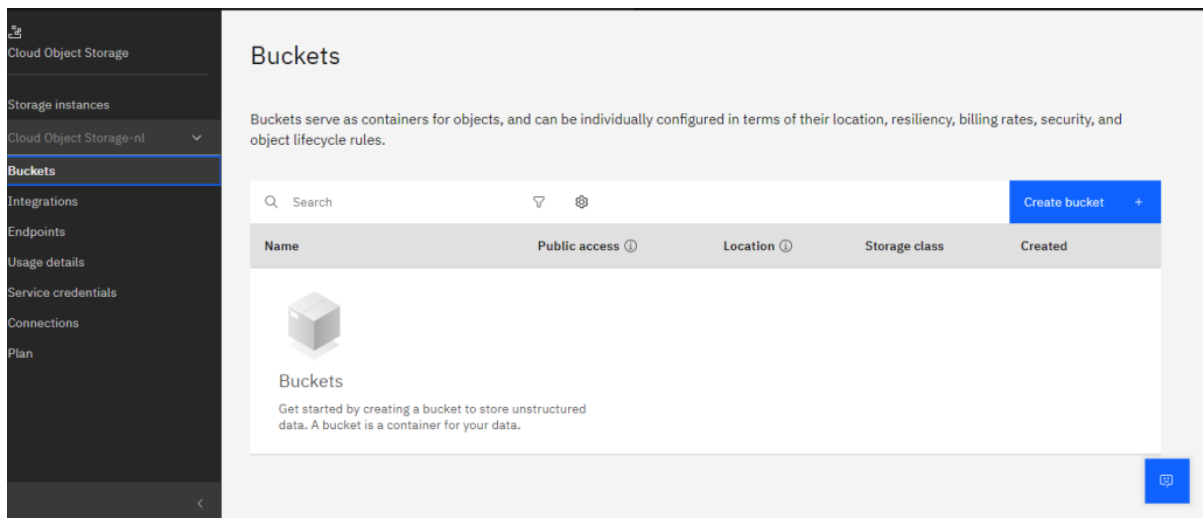 Cloud Object Storage
Storage instances
Cloud Object Storage-nl
Buckets
Integrations
Endpoints
Usage details
Service credentials
Connections
Plan
Buckets
Buckets serve as containers for objects, and can be individually configured in terms of their location, resiliency, billing rates, security, and
object lifecycle rules.
Search
Create bucket +
Name Public access Location Storage class Created
Buckets
Get started by creating a bucket to store unstructured
data. A bucket is a container for your data.